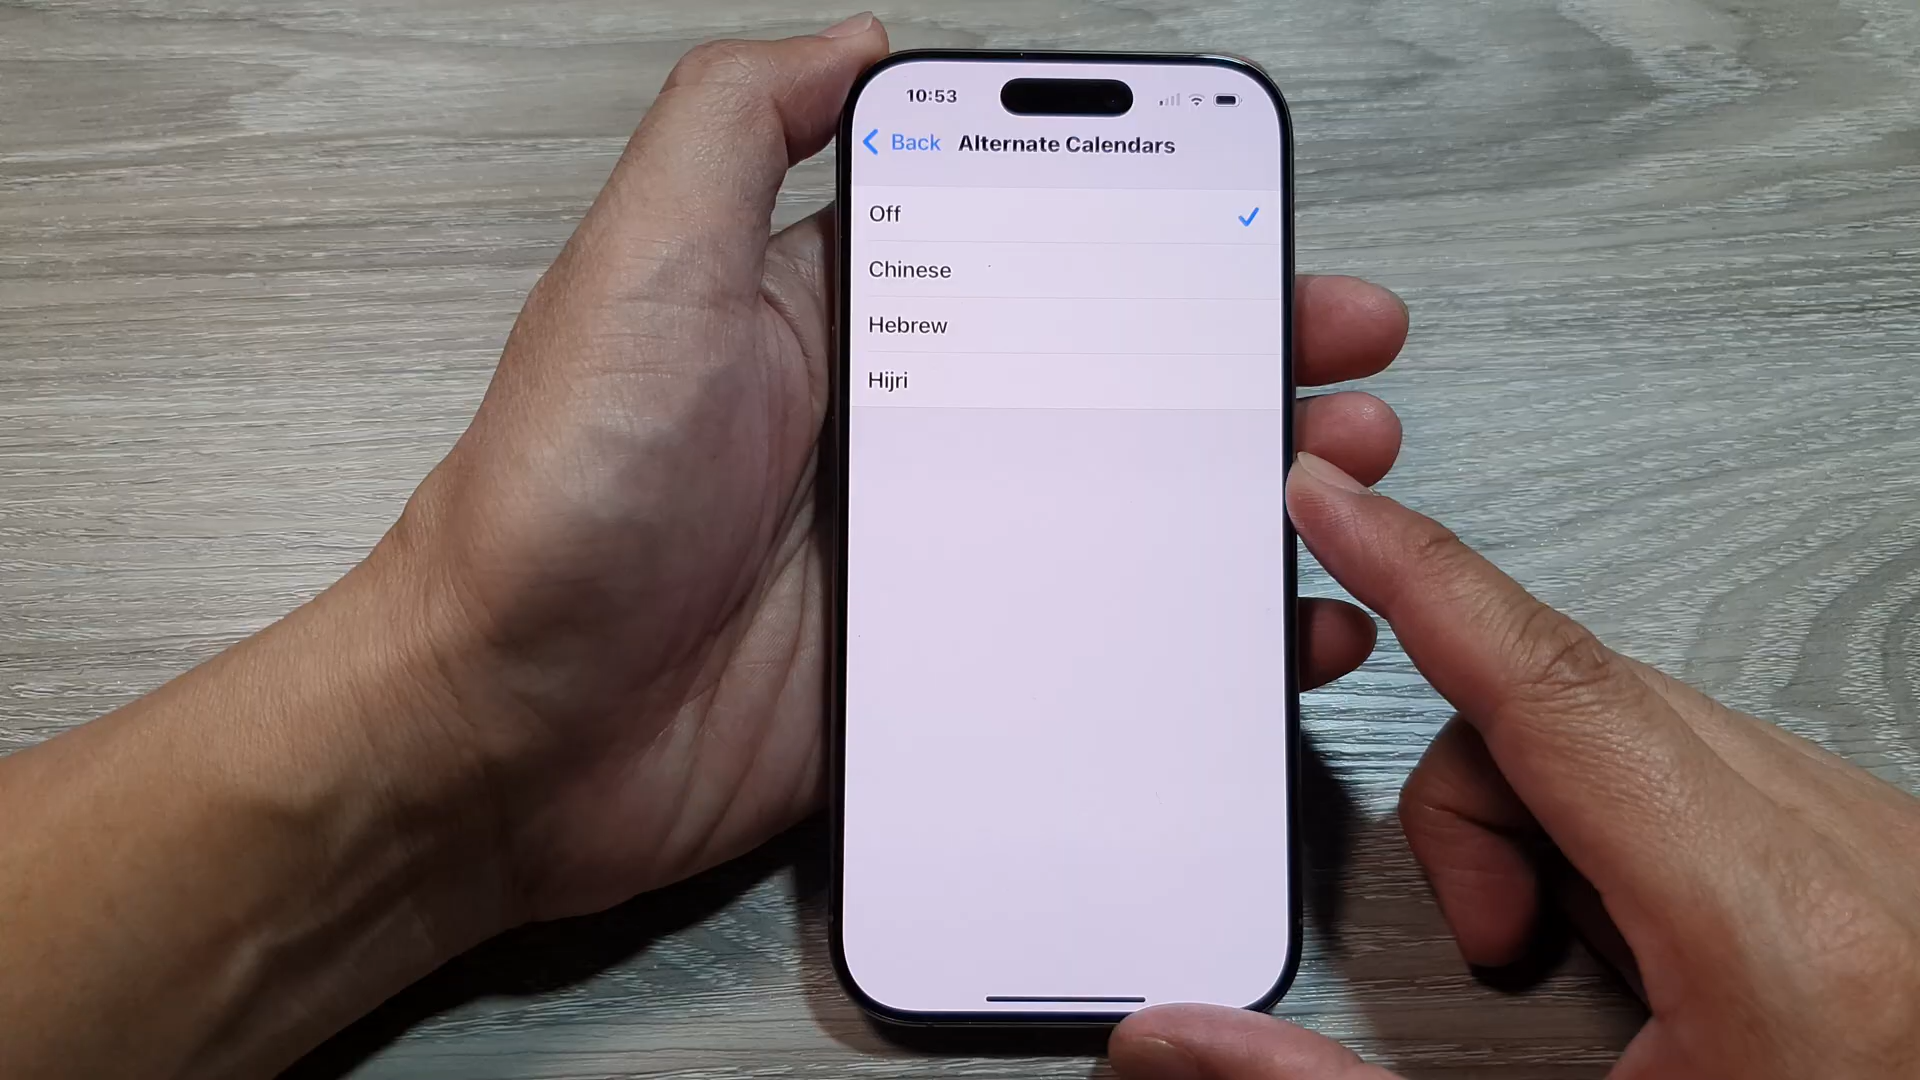 10:53
Back Alternate Calendars
Off
Chinese
Hebrew
Hijri